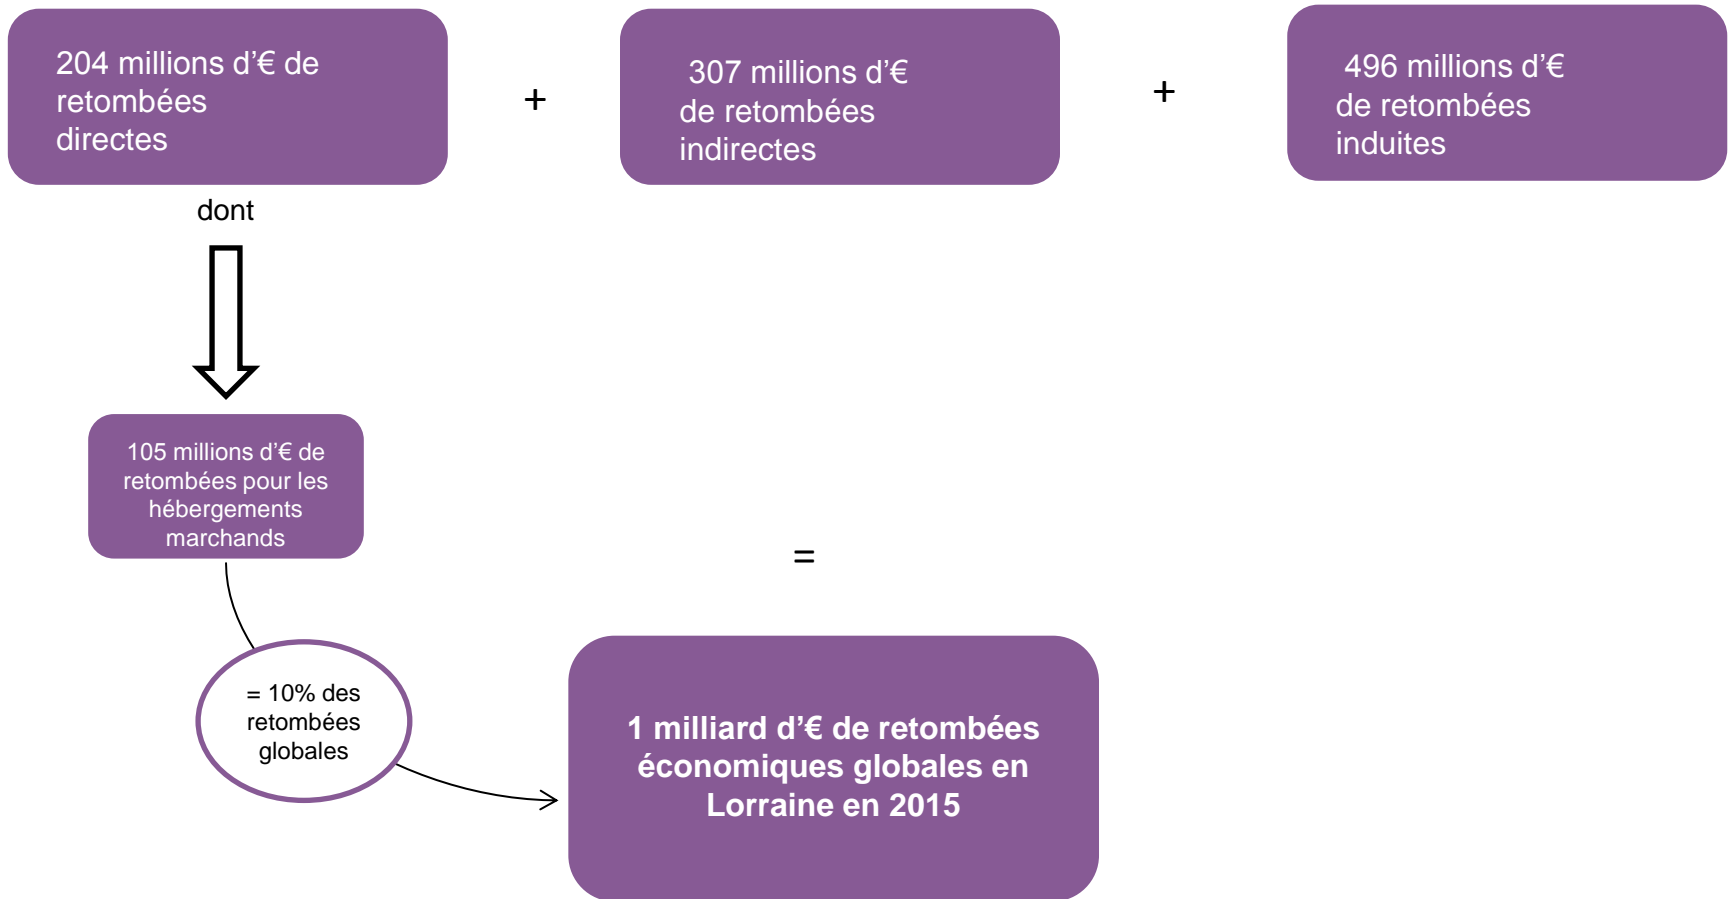 204 millions d'€ de
retombées
directes
+
307 millions d'€
de retombées
indirectes
+
496 millions d'€
de retombées
induites
dont
105 millions d'€ de
retombées pour les
hébergements
marchands
=
= 10% des
retombées
globales
1 milliard d'€ de retombées
économiques globales en
Lorraine en 2015